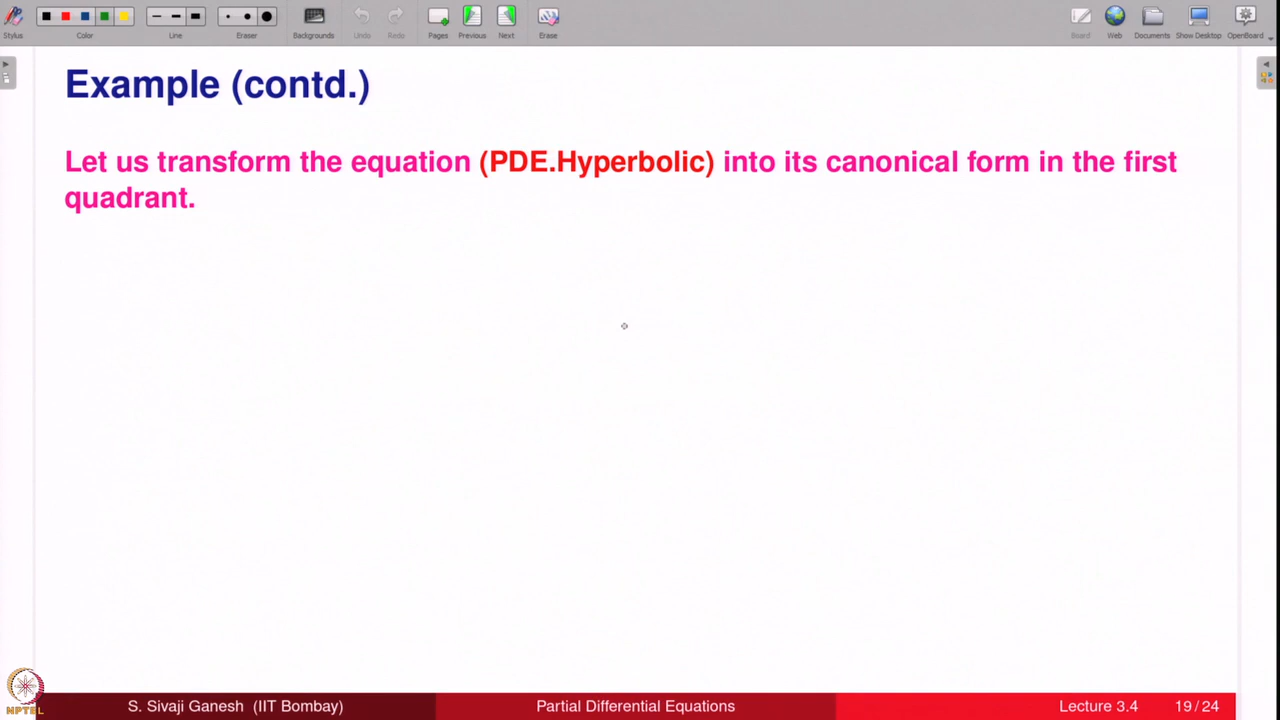 Stylus
Color
Line
Eraser
Backgrounds
Undo
Redo
Pages
Previous
Next
Erase
Board
Web
Documents
Show Desktop
OpenBoard
Example (contd.)
Let us transform the equation (PDE.Hyperbolic) into its canonical form in the first
quadrant.
NPTEL
S. Sivaji Ganesh (IIT Bombay)
Partial Differential Equations
Lecture 3.4
19 / 24